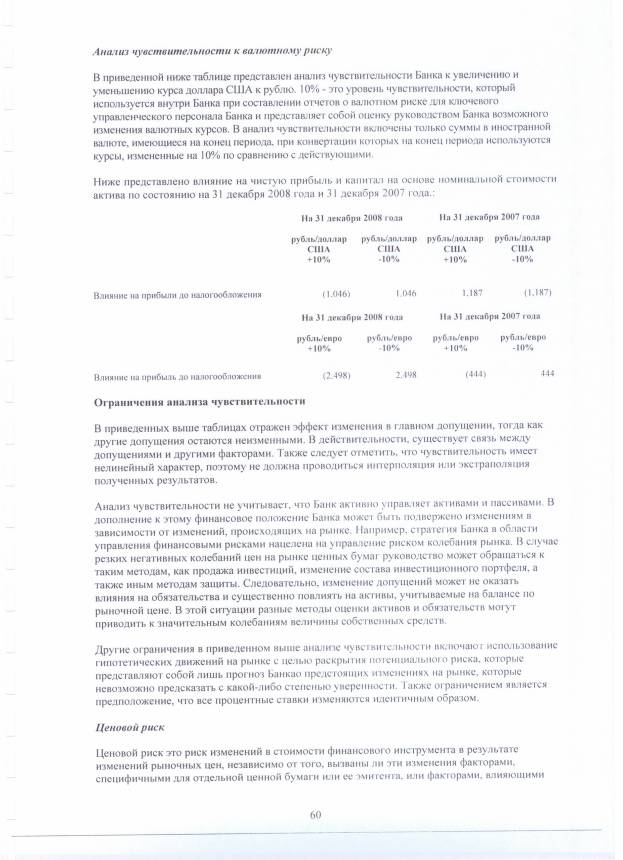 Анализ чувствительности к валютному риску
В приведенной ниже таблице представлен анализ чувствительности Банка к увеличению и
уменьшению курса доллара США к рублю. 10% - это уровень чувствительности, который
используется внутри Банка при составлении отчетов о валютном риске для ключевого
управленческого персонала Банка и представляет собой оценку руководством Банка возможного
изменения валютных курсов. В анализ чувствительности включены только суммы в иностранной
валюте, имеющиеся на конец периода, при конвертации которых на конец периода используются
курсы, измененные на 10% по сравнению с действующими.
Ниже представлено влияние на чистую прибыль и капитал на основе номинальной стоимости
актива по состоянию на 31 декабря 2008 года и 31 декабря 2007 года.:
На 31 декабря 2008 года На 31 декабря 2007 года
рубль/доллар рубль/доллар рубль/доллар рубль/доллар
США США США США
+10% -10% +10% -10%
Влияние на прибыли до налогообложения (1.046) 1.046 1.187 (1,187)
На 31 декабря 2008 года На 31 декабря 2007 года
рубль/евро рубль/евро рубль/евро рубль/евро
+10% -10% +10% -10%
Влияние на прибыль до налогообложения (2.498) 2.498 (444) 444
Ограничения анализа чувствительности
В приведенных выше таблицах отражен эффект изменения в главном допущении, тогда как
другие допущения остаются неизменными. В действительности, существует связь между
допущениями и другими факторами. Также следует отметить, что чувствительность имеет
нелинейный характер, поэтому не должна проводиться интерполяция или экстраполяция
полученных результатов.
Анализ чувствительности не учитывает, что Банк активно управляет активами и пассивами. В
дополнение к этому финансовое положение Банка может быть подвержено изменениям в
зависимости от изменений, происходящих на рынке. Например, стратегия Банка в области
управления финансовыми рисками нацелена на управление риском колебания рынка. В случае
резких негативных колебаний цен на рынке ценных бумаг руководство может обращаться к
таким методам, как продажа инвестиций, изменение состава инвестиционного портфеля, а
также иным методам защиты. Следовательно, изменение допущений может не оказать
влияния на обязательства и существенно повлиять на активы, учитываемые на балансе по
рыночной цене. В этой ситуации разные методы оценки активов и обязательств могут
приводить к значительным колебаниям величины собственных средств.
Другие ограничения в приведенном выше анализе чувствительности включают использование
гипотетических движений на рынке с целью раскрытия потенциального риска, которые
представляют собой лишь прогноз Банкао предстоящих изменениях на рынке, которые
невозможно предсказать с какой-либо степенью уверенности. Также ограничением является
предположение, что все процентные ставки изменяются идентичным образом.
Ценовой риск
Ценовой риск это риск изменений в стоимости финансового инструмента в результате
изменений рыночных цен, независимо от того, вызваны ли эти изменения факторами,
специфичными для отдельной ценной бумаги или ее эмитента, или факторами, влияющими
60